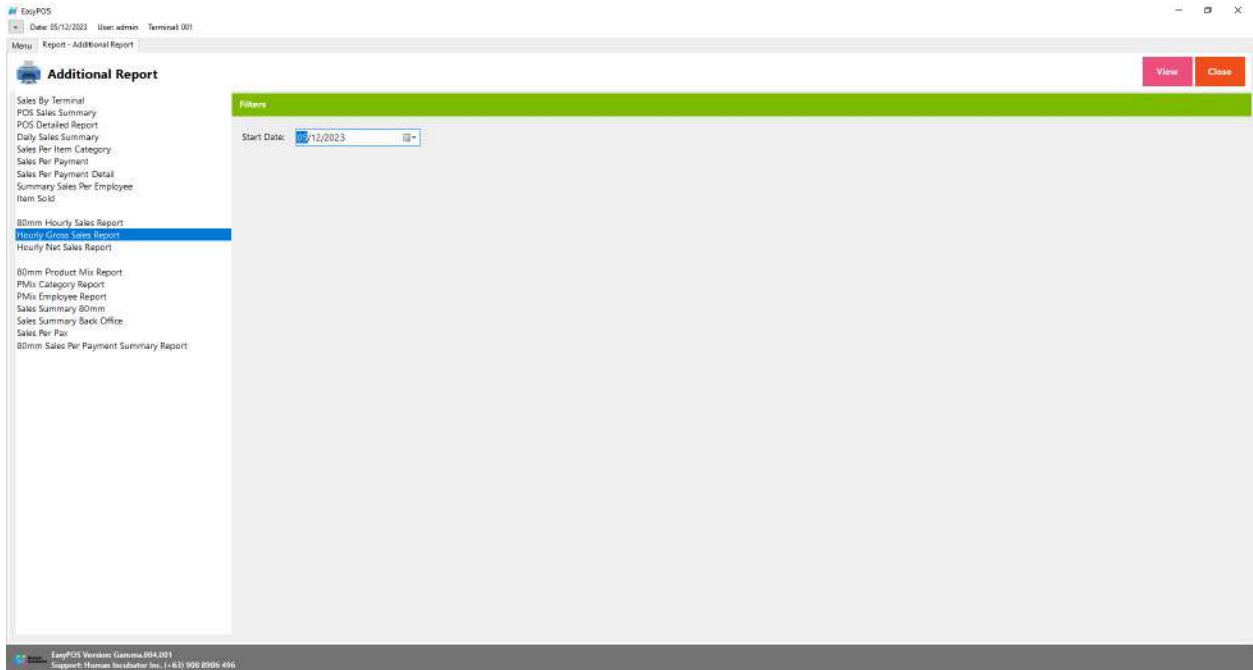 EasyPOS
Date: 05/12/2023 User: admin Terminal: 001
Menu Report - Additional Report
Additional Report
View Close
Sales By Terminal
POS Sales Summary
POS Detailed Report
Daily Sales Summary
Sales Per Item Category
Sales Per Payment
Sales Per Payment Detail
Summary Sales Per Employee
Item Sold
80mm Hourly Sales Report
Hourly Gross Sales Report
Hourly Net Sales Report
80mm Product Mix Report
PMix Category Report
PMix Employee Report
Sales Summary 80mm
Sales Summary Back Office
Sales Per Pax
80mm Sales Per Payment Summary Report
Filters
Start Date: 05/12/2023
EasyPOS Version: Gamma.004.001
Support: Human Incubator Inc. (+63) 908 8906 496